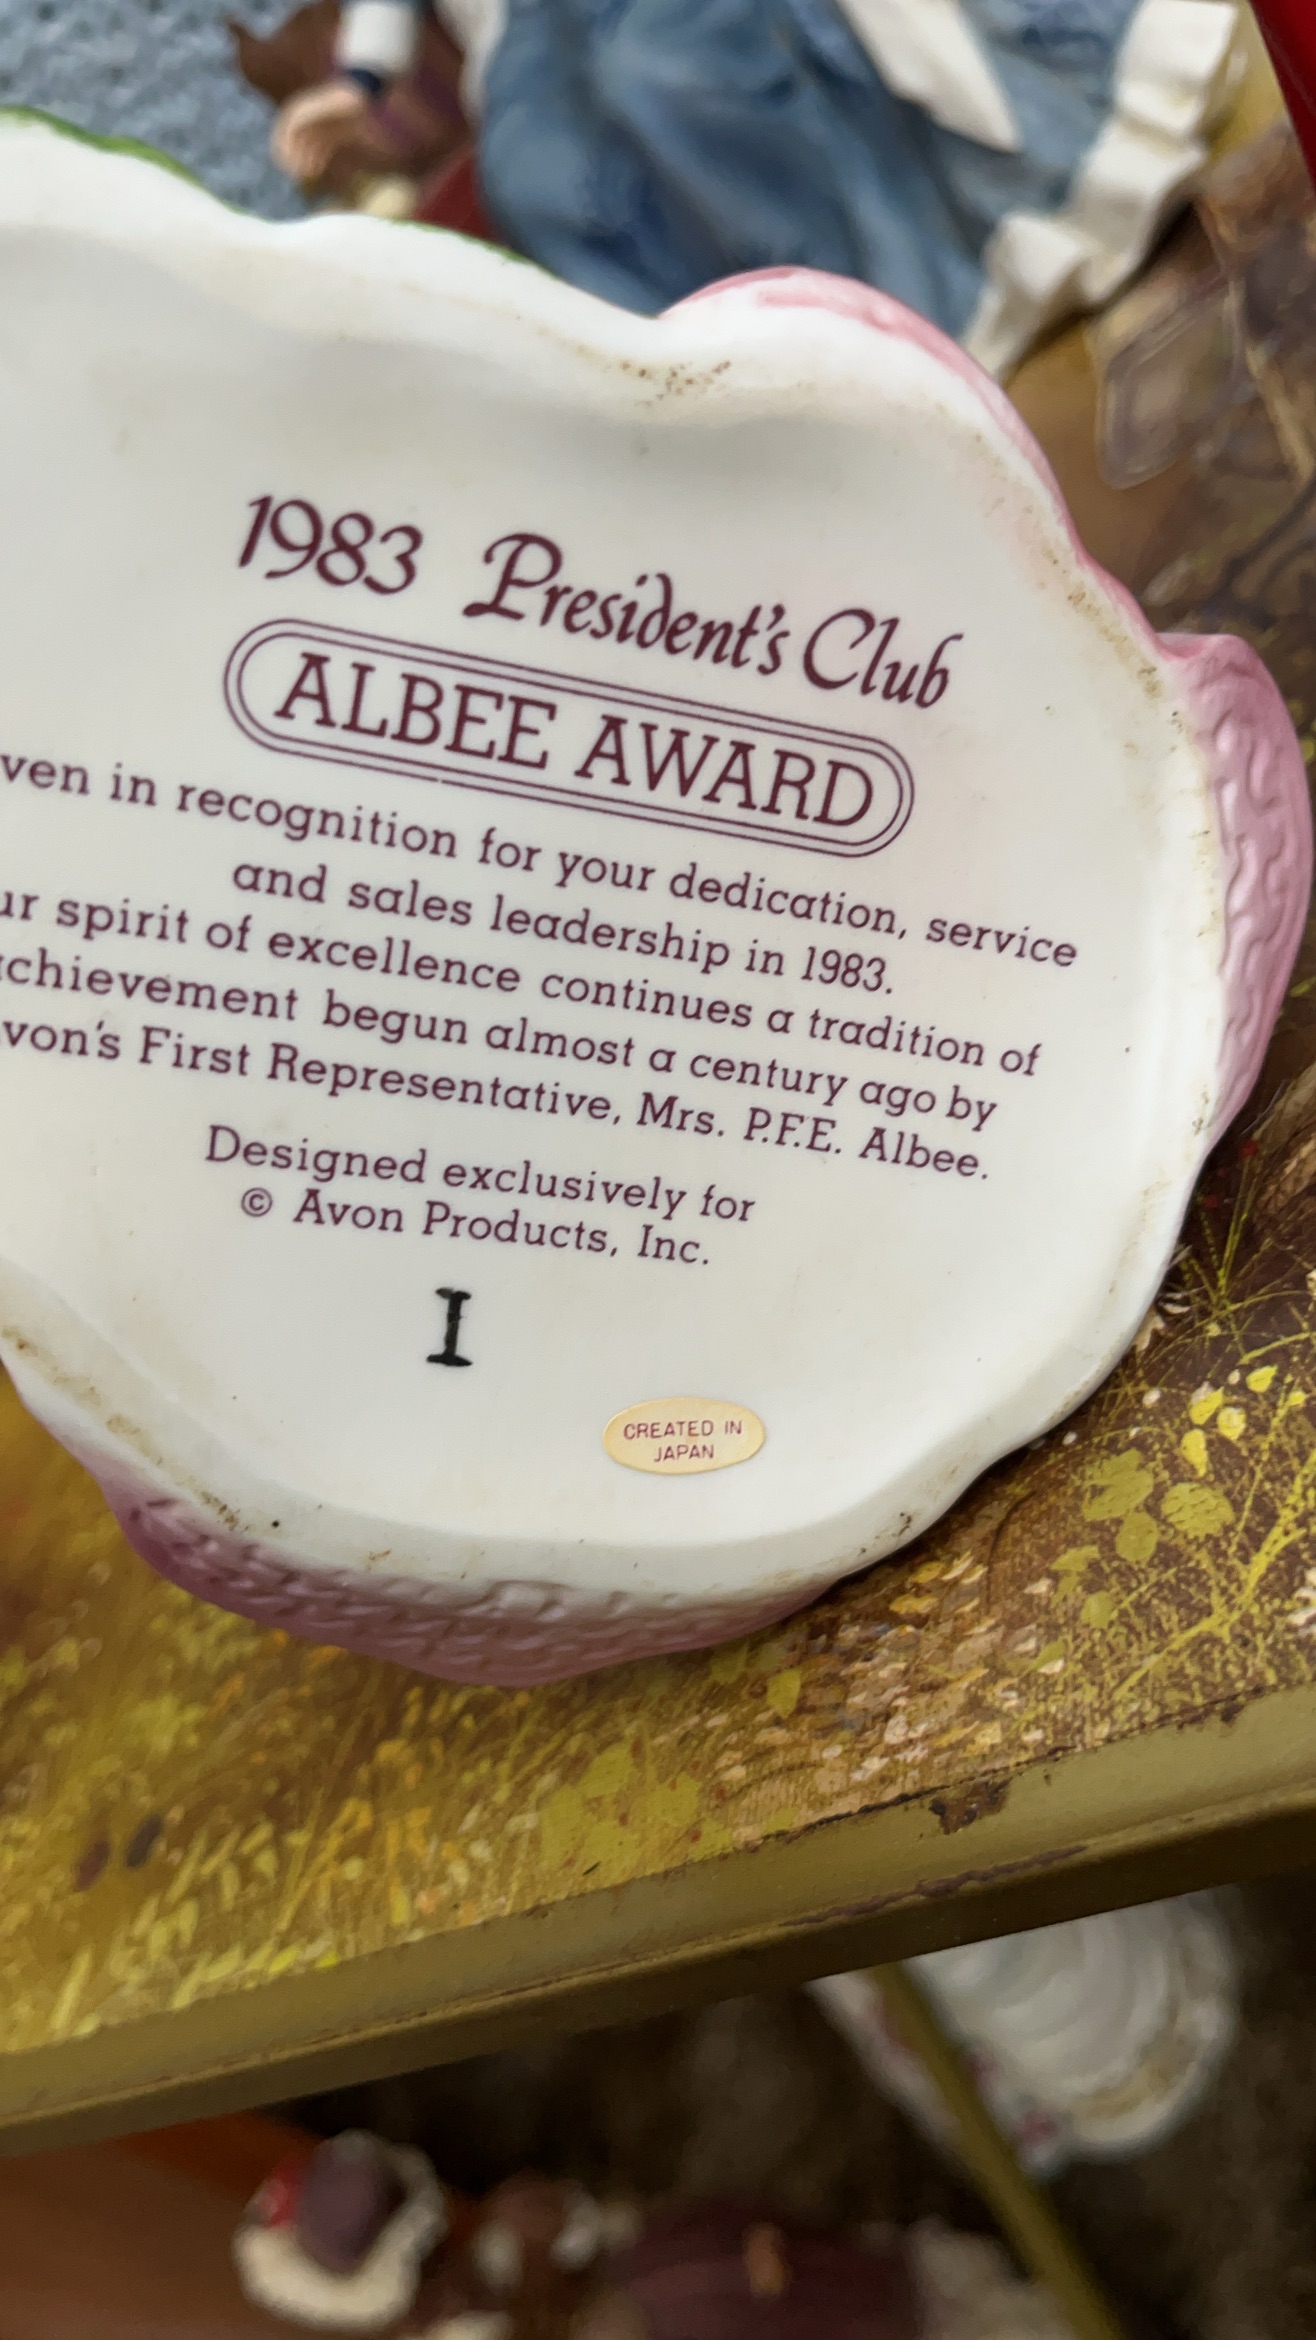 1983 President's Club
ALBEE AWARD
ven in recognition for your dedication, service
and sales leadership in 1983.
ur spirit of excellence continues a tradition of
chievement begun almost a century ago by
von's First Representative, Mrs. P.F.E. Albee.
Designed exclusively for
© Avon Products, Inc.
I
CREATED IN
JAPAN